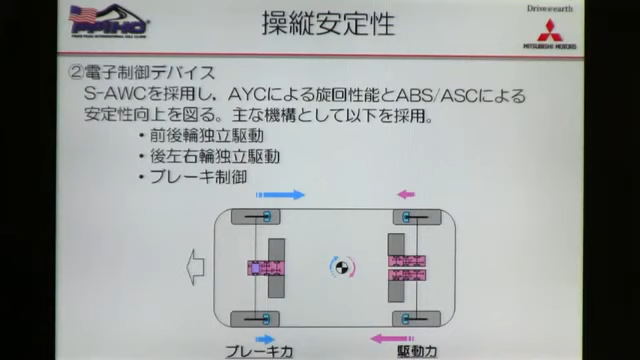 操縦安定性
PPIHC
Drive@earth
MITSUBISHI MOTORS
②電子制御デバイス
S-AWCを採用し，AYCによる旋回性能とABS/ASCによる
安定性向上を図る。主な機構として以下を採用。
・前後輪独立駆動
・後左右輪独立駆動
・ブレーキ制御
ブレーキ力
駆動力